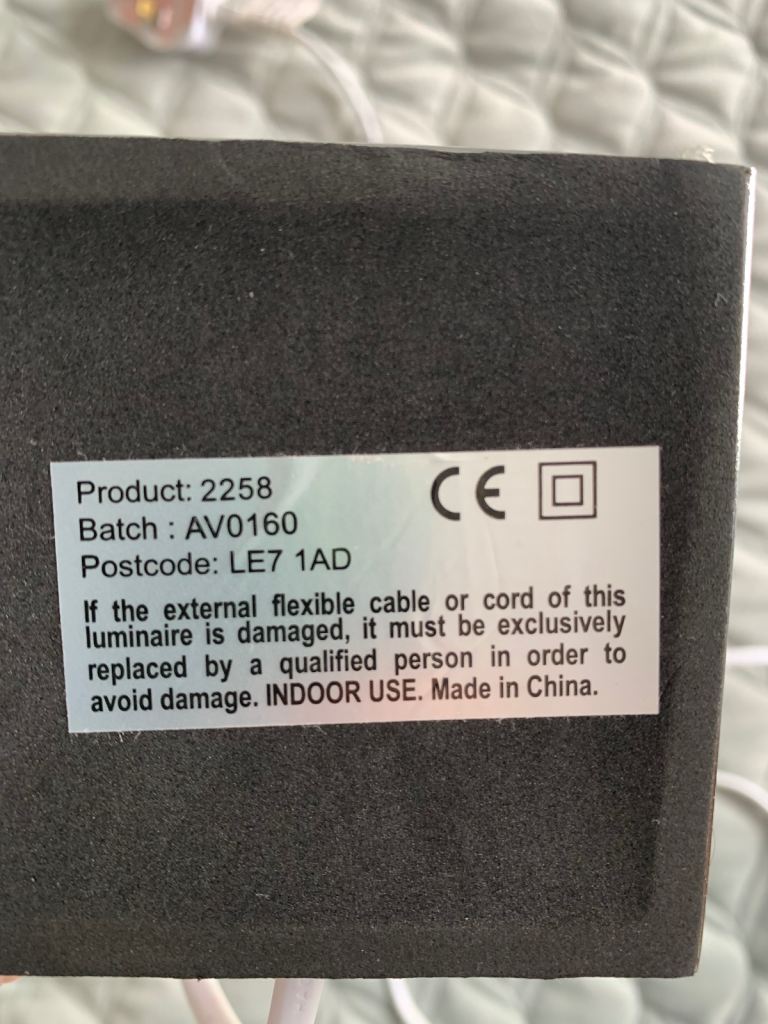 Product: 2258
Batch : AV0160
Postcode: LE7 1AD
CE
If the external flexible cable or cord of this
luminaire is damaged, it must be exclusively
replaced by a qualified person in order to
avoid damage. INDOOR USE. Made in China.